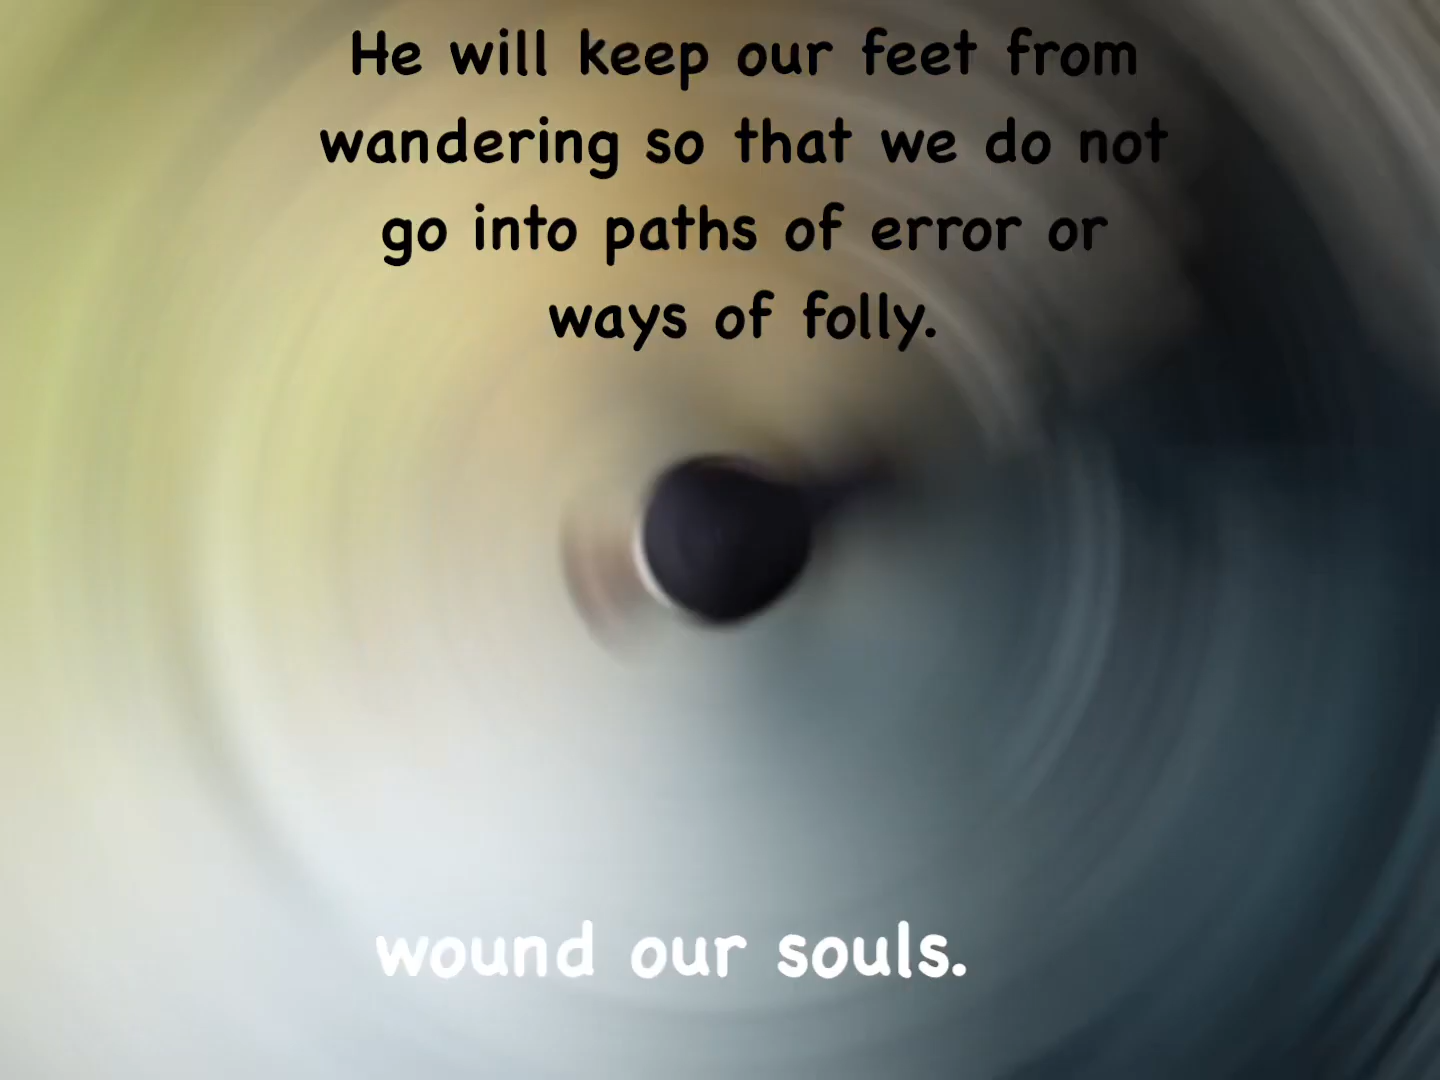 He will keep our feet from
wandering so that we do not
go into paths of error or
ways of folly.
wound our souls.